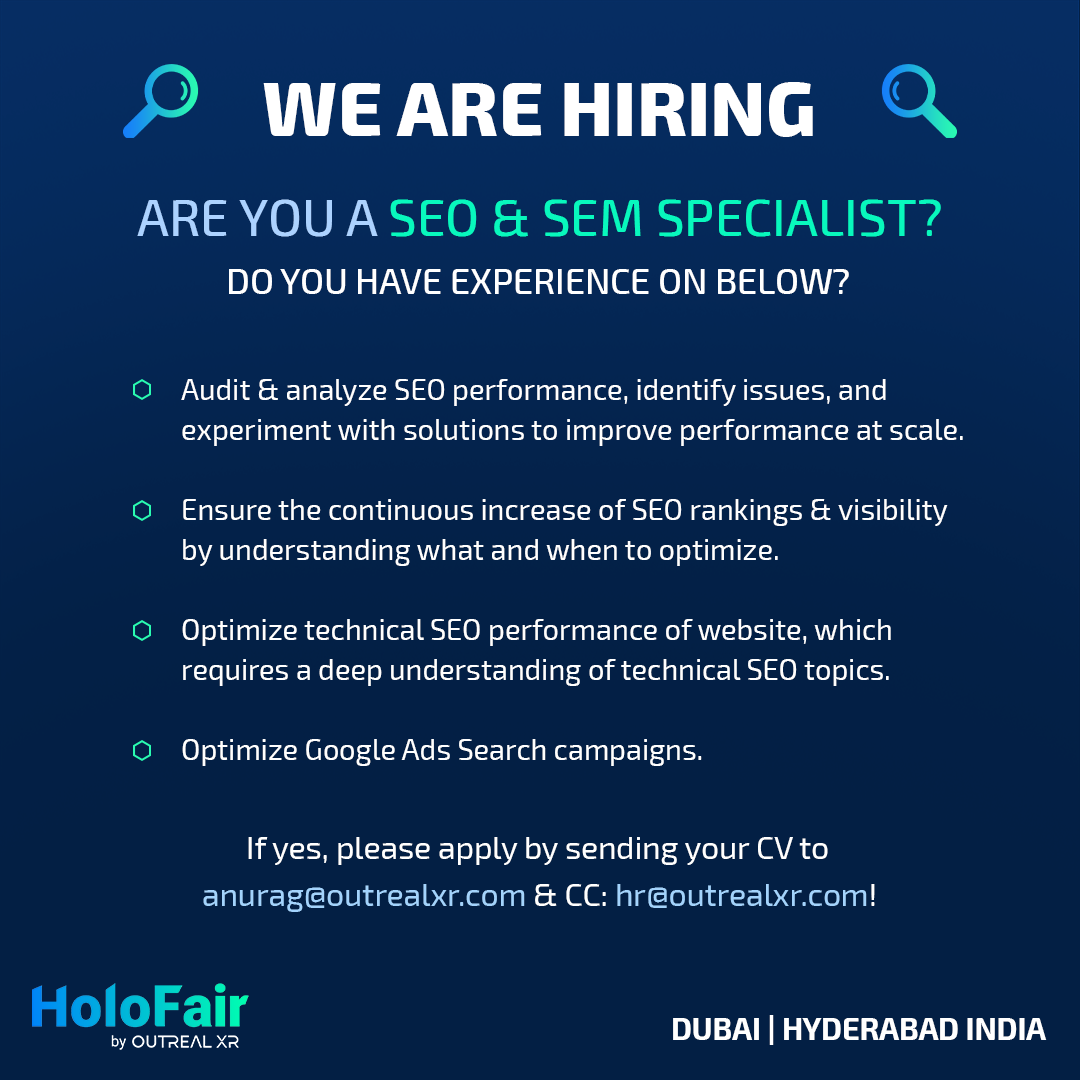 WE ARE HIRING
ARE YOU A SEO & SEM SPECIALIST?
DO YOU HAVE EXPERIENCE ON BELOW?
Audit & analyze SEO performance, identify issues, and
experiment with solutions to improve performance at scale.
Ensure the continuous increase of SEO rankings & visibility
by understanding what and when to optimize.
Optimize technical SEO performance of website, which
requires a deep understanding of technical SEO topics.
Optimize Google Ads Search campaigns.
If yes, please apply by sending your CV to
anurag@outrealxr.com & CC: hr@outrealxr.com!
HoloFair
by OUTREAL XR
DUBAI | HYDERABAD INDIA